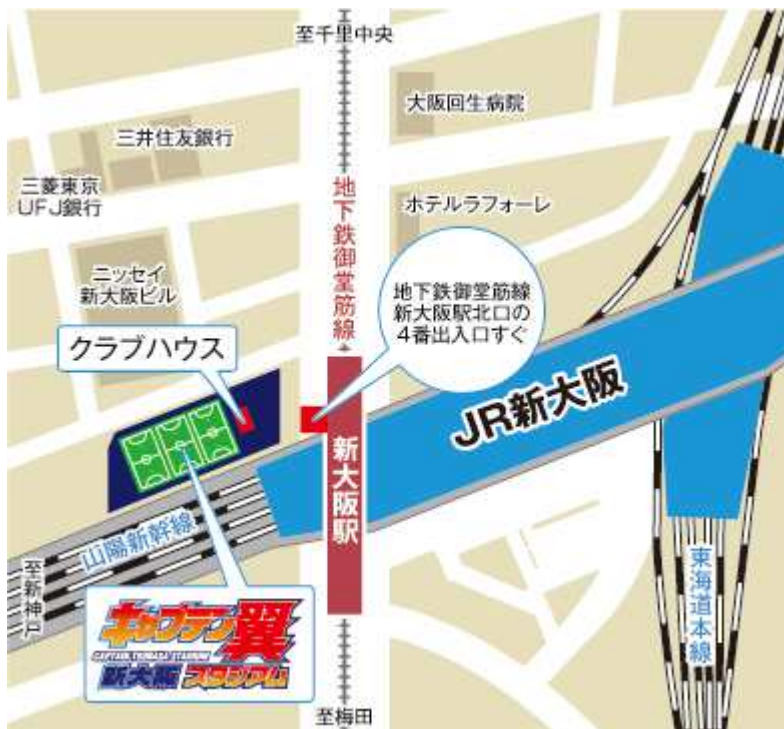 至千里中央
大阪回生病院
三井住友銀行
三菱東京
UFJ銀行
地下鉄御堂筋線
ホテルラフォーレ
ニッセイ
新大阪ビル
地下鉄御堂筋線
新大阪駅北口の
4番出入口すぐ
クラブハウス
JR新大阪
新大阪駅
山陽新幹線
至新神戸
東海道本線
キャプテン翼
CAPTAIN TSUBASA STADIUM
新大阪 スタジアム
至梅田